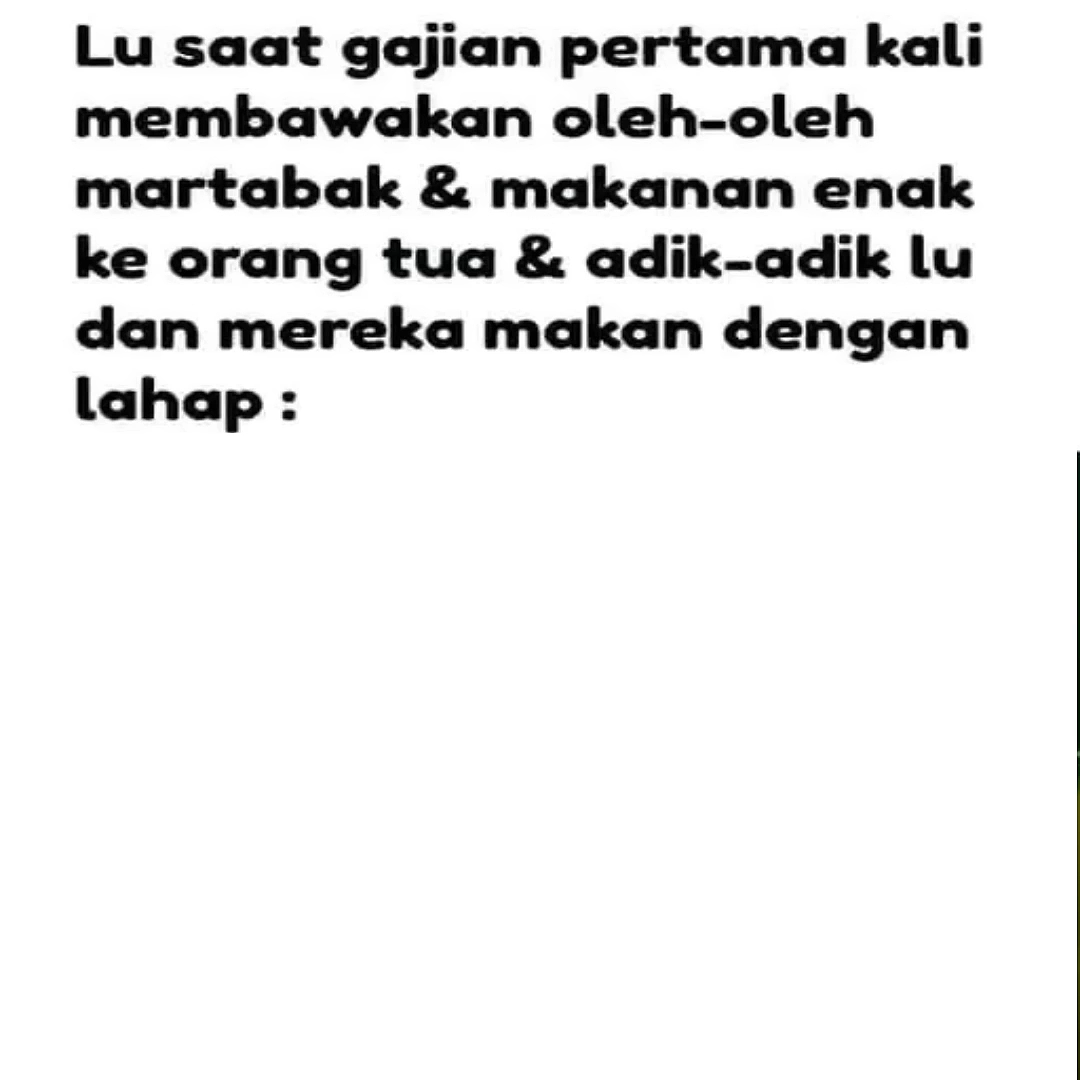 Lu saat gajian pertama kali
membawakan oleh-oleh
martabak & makanan enak
ke orang tua & adik-adik lu
dan mereka makan dengan
lahap :